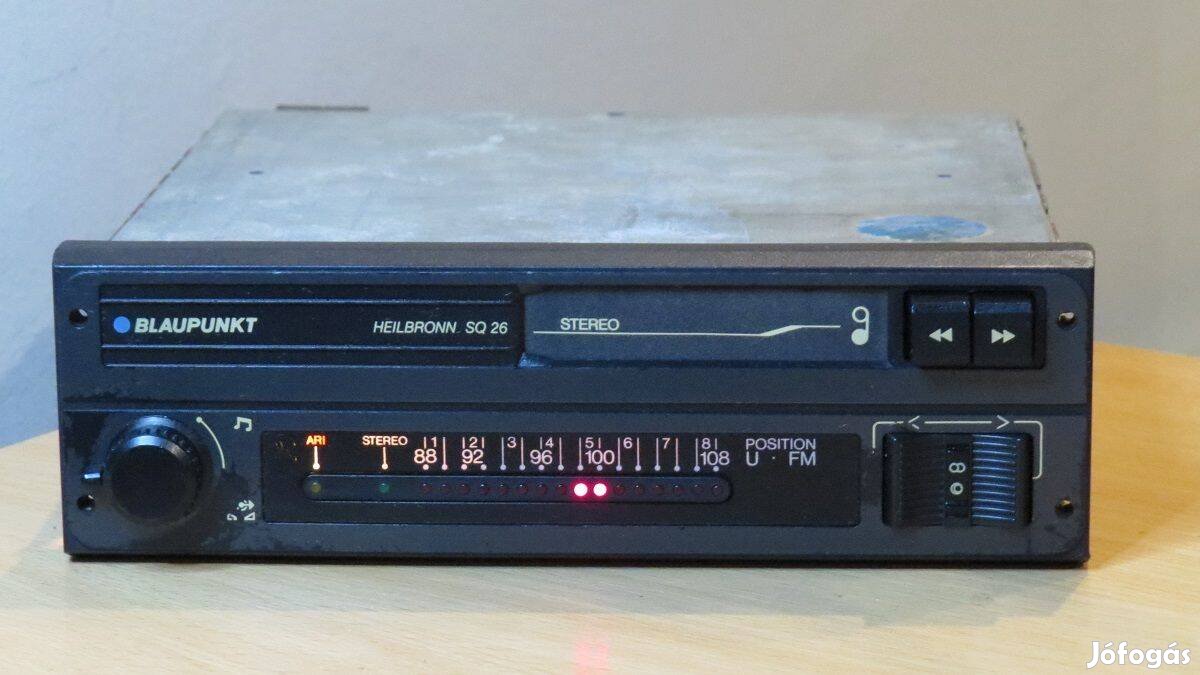 BLAUPUNKT HEILBRONN SQ 26 STEREO
ARI STEREO 1 2 3 4 5 6 7 8 POSITION
88 92 96 100 108 U · FM
Jófogás